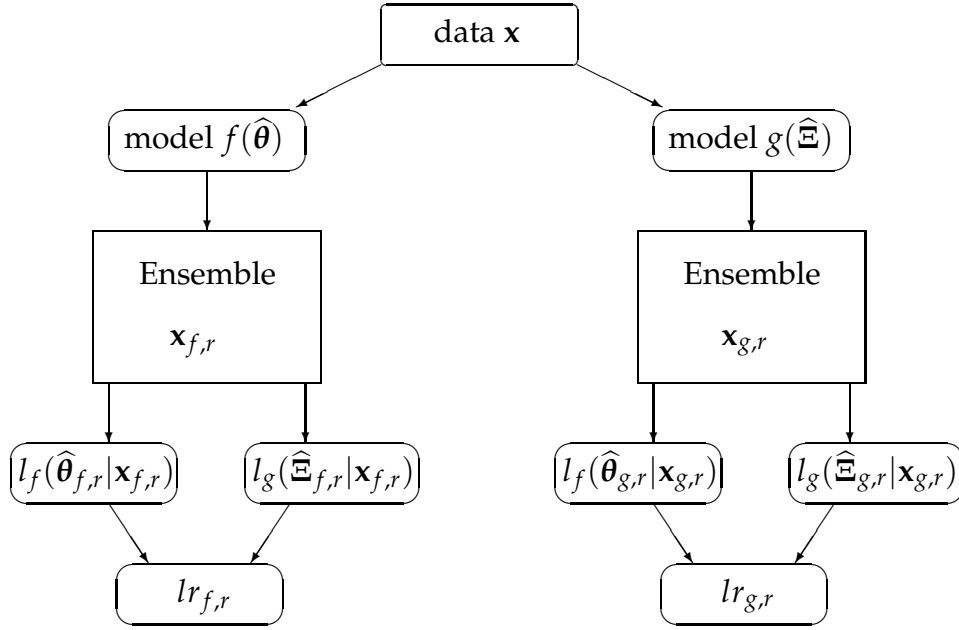 data x
model f(θ̂)
model g(Ξ̂)
Ensemble
x_{f,r}
Ensemble
x_{g,r}
l_f(θ̂_{f,r}|x_{f,r})
l_g(Ξ̂_{f,r}|x_{f,r})
l_f(θ̂_{g,r}|x_{g,r})
l_g(Ξ̂_{g,r}|x_{g,r})
lr_{f,r}
lr_{g,r}